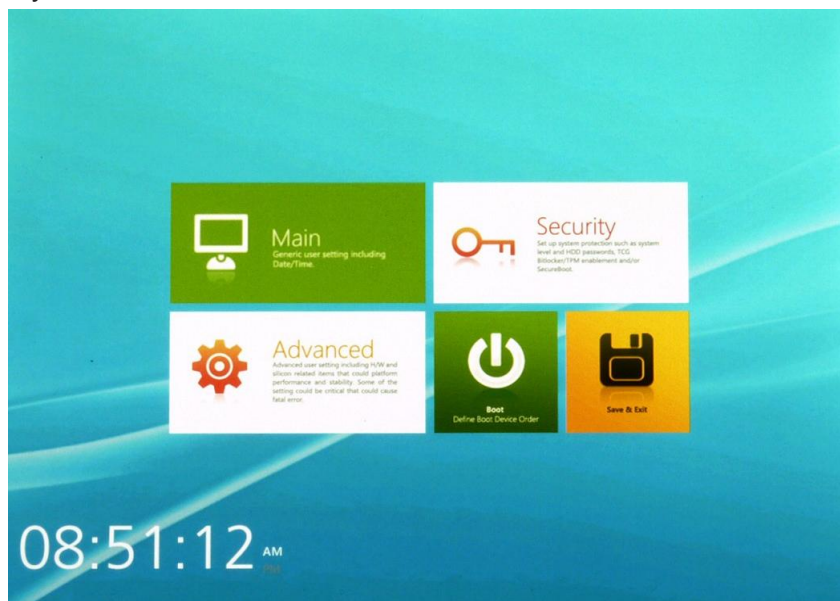 Main
Generic user setting including
Date/Time.
Security
Set up system protection such as system
level and HDD passwords, TCG
Bitlocker/TPM enablement and/or
SecureBoot.
Advanced
Advanced user setting including H/W and
silicon related items that could platform
performance and stability. Some of the
setting could be critical that could cause
fatal error.
Boot
Define Boot Device Order
Save & Exit
08:51:12 AM
PM